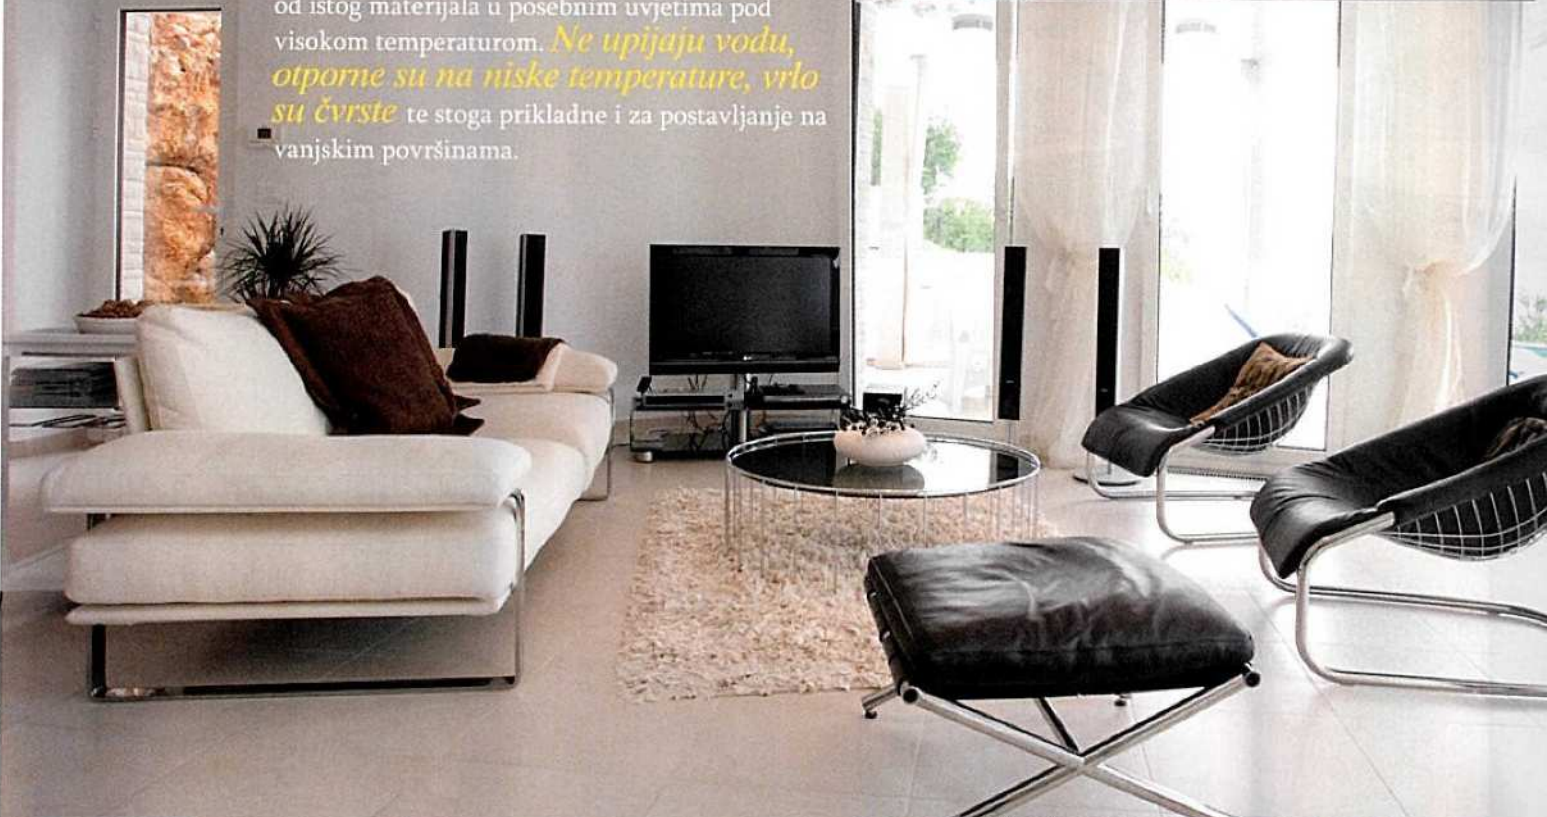 od istog materijala u posebnim uvjetima pod
visokom temperaturom. Ne upijaju vodu,
otporne su na niske temperature, vrlo
su čvrste te stoga prikladne i za postavljanje na
vanjskim površinama.